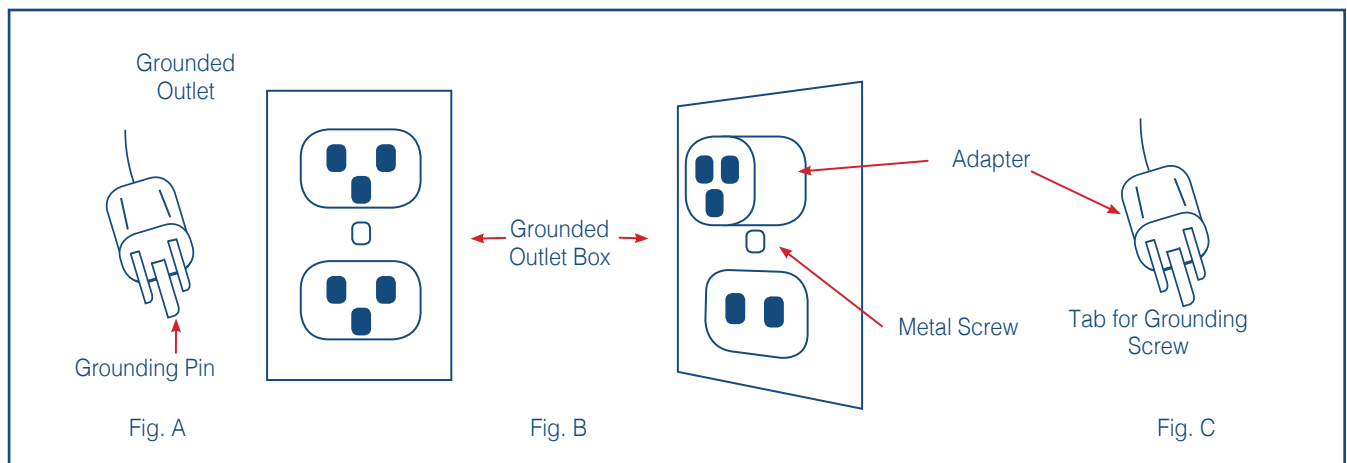 Grounded
Outlet
Adapter
Grounded
Outlet Box
Metal Screw
Tab for Grounding
Screw
Grounding Pin
Fig. A
Fig. B
Fig. C